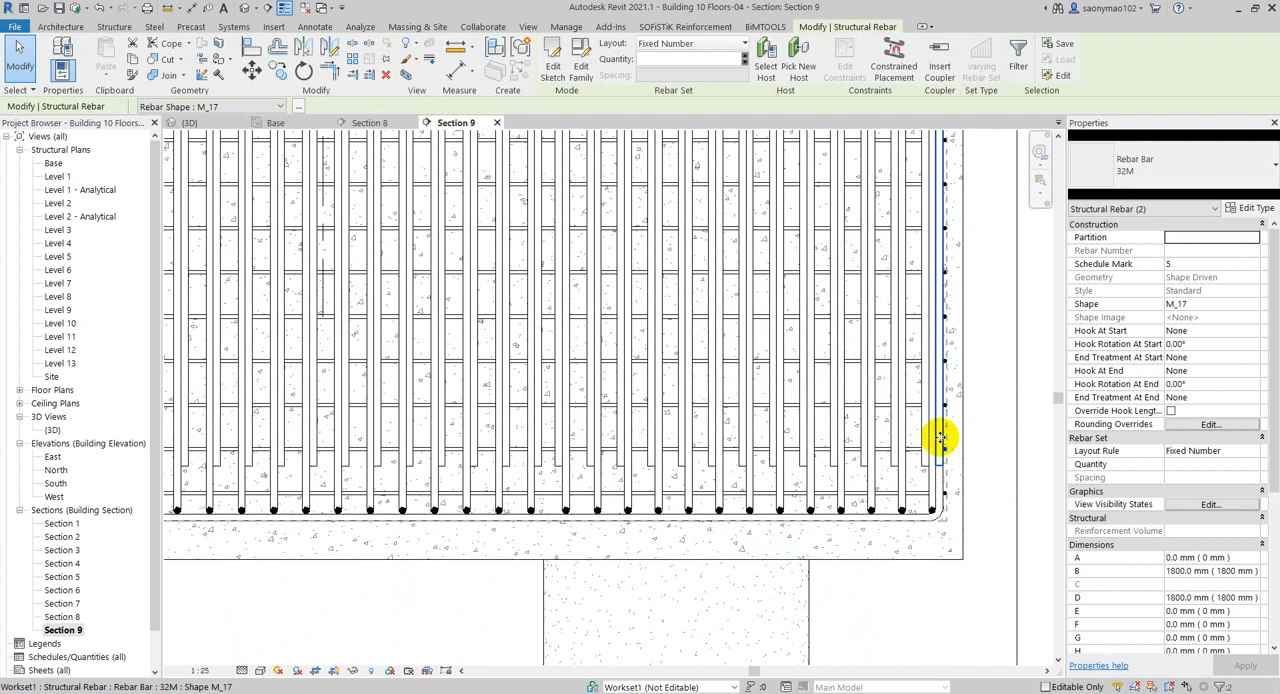 Autodesk Revit 2021.1 - Building 10 Floors-04 - Section: Section 9
saonymao102
File Architecture Structure Steel Precast Systems Insert Annotate Analyze Massing & Site Collaborate View Manage Add-Ins SOFiSTiK Reinforcement BiMTOOLS Modify | Structural Rebar
Modify Paste Cope Cut Join Edit Sketch Edit Family Layout: Fixed Number Quantity: Spacing: Select Host Pick New Host Edit Constraints Constrained Placement Insert Coupler varying Rebar Set Filter Save Load Edit
Select Properties Clipboard Geometry Modify View Measure Create Mode Rebar Set Host Constraints Coupler Set Type Selection
Modify | Structural Rebar Rebar Shape : M_17 ...
Project Browser - Building 10 Floors...
{3D} Base Section 8 Section 9
Properties
Views (all)
Structural Plans
Base
Level 1
Level 1 - Analytical
Level 2
Level 2 - Analytical
Level 3
Level 4
Level 5
Level 6
Level 7
Level 8
Level 9
Level 10
Level 11
Level 12
Level 13
Site
Floor Plans
Ceiling Plans
3D Views
{3D}
Elevations (Building Elevation)
East
North
South
West
Sections (Building Section)
Section 1
Section 2
Section 3
Section 4
Section 5
Section 6
Section 7
Section 8
Section 9
Legends
Schedules/Quantities (all)
Sheets (all)
Rebar Bar
32M
Structural Rebar (2) Edit Type
Construction
Partition
Rebar Number
Schedule Mark 5
Geometry Shape Driven
Style Standard
Shape M_17
Shape Image <None>
Hook At Start None
Hook Rotation At Start 0.00°
End Treatment At Start None
Hook At End None
Hook Rotation At End 0.00°
End Treatment At End None
Override Hook Lengt...
Rounding Overrides Edit...
Rebar Set
Layout Rule Fixed Number
Quantity
Spacing
Graphics
View Visibility States Edit...
Structural
Reinforcement Volume
Dimensions
A 0.0 mm ( 0 mm )
B 1800.0 mm ( 1800 mm )
C
D 1800.0 mm ( 1800 mm )
E 0.0 mm ( 0 mm )
F 0.0 mm ( 0 mm )
G 0.0 mm ( 0 mm )
H 0.0 mm ( 0 mm )
Properties help Apply
1 : 25
Workset1 : Structural Rebar : Rebar Bar : 32M : Shape M_17 Workset1 (Not Editable) :0 Main Model Editable Only :2